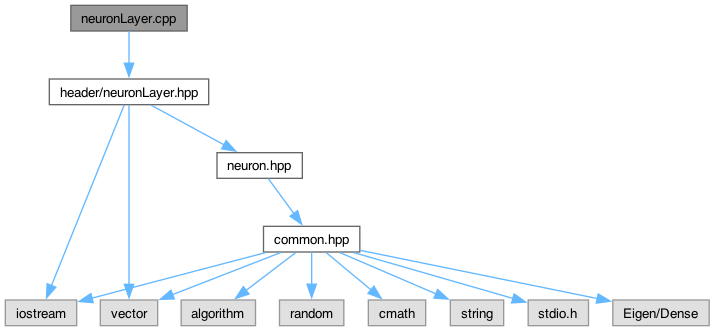 neuronLayer.cpp
header/neuronLayer.hpp
neuron.hpp
common.hpp
iostream
vector
algorithm
random
cmath
string
stdio.h
Eigen/Dense